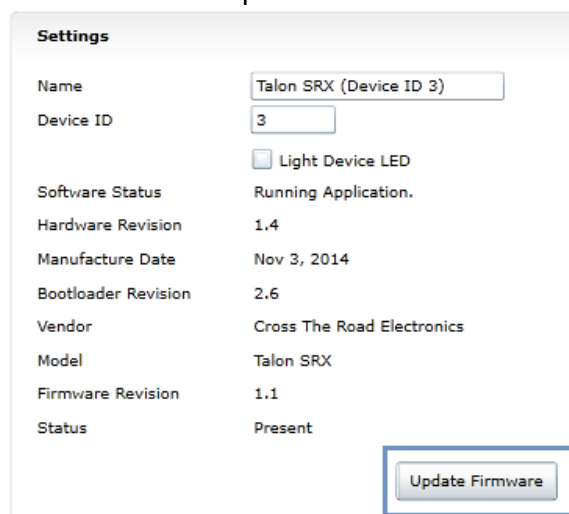 Settings
Name Talon SRX (Device ID 3)
Device ID 3
Light Device LED
Software Status Running Application.
Hardware Revision 1.4
Manufacture Date Nov 3, 2014
Bootloader Revision 2.6
Vendor Cross The Road Electronics
Model Talon SRX
Firmware Revision 1.1
Status Present
Update Firmware